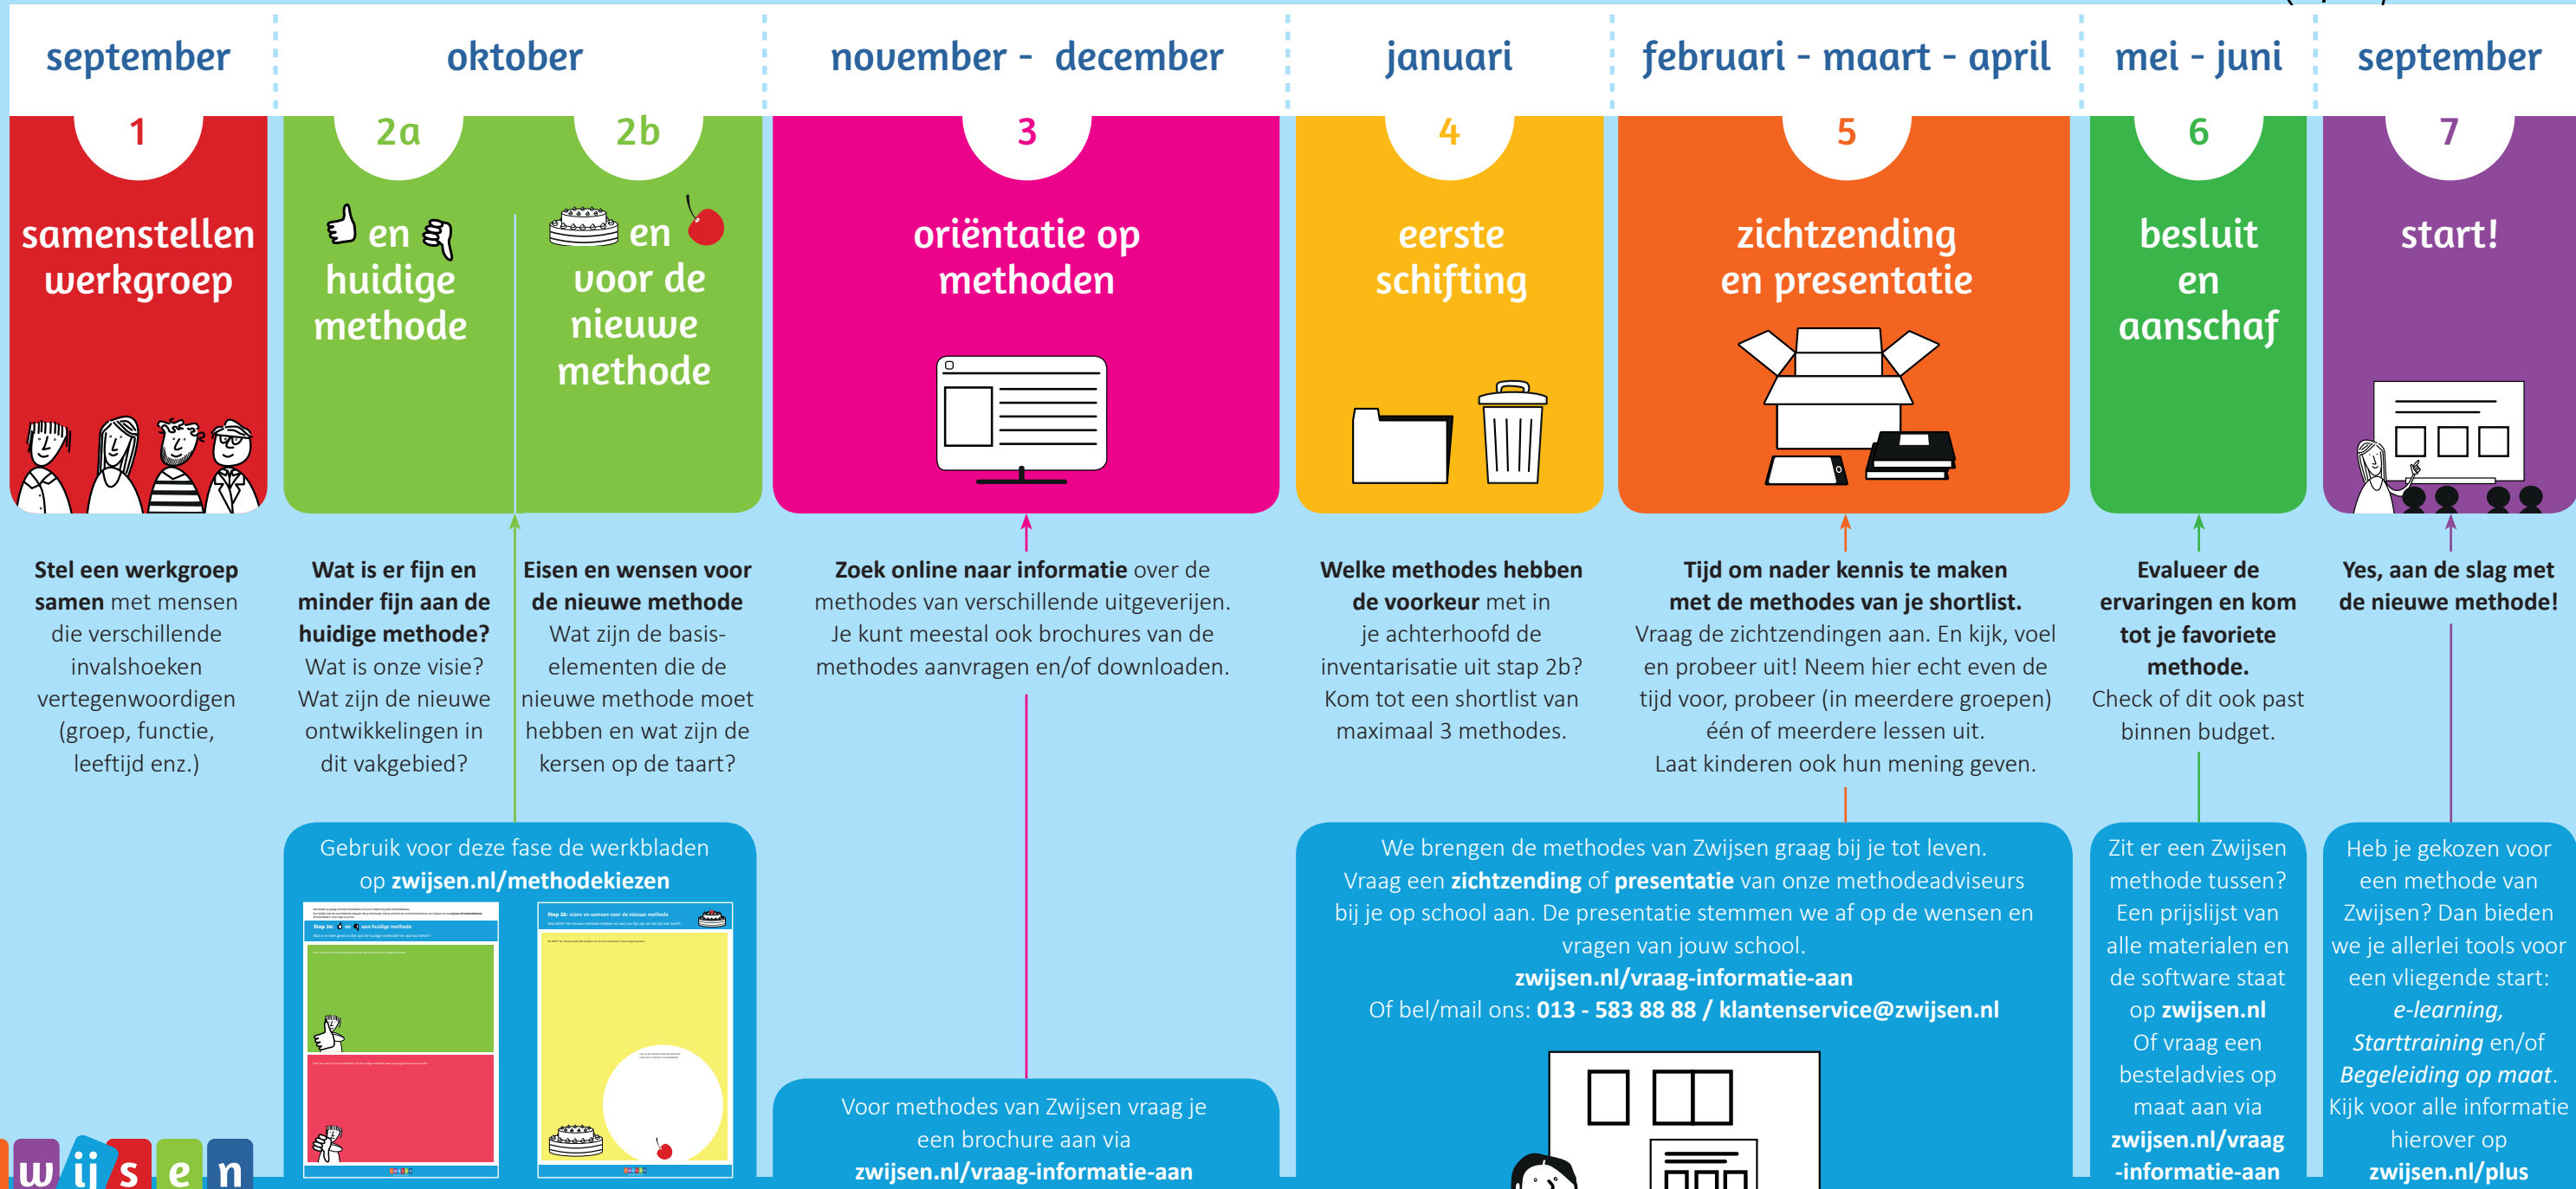 september
oktober
november - december
januari
februari - maart - april
mei - juni
september
1
samenstellen
werkgroep
Stel een werkgroep
samen met mensen
die verschillende
invalshoeken
vertegenwoordigen
(groep, functie,
leeftijd enz.)
2a
en
huidige
methode
Wat is er fijn en
minder fijn aan de
huidige methode?
Wat is onze visie?
Wat zijn de nieuwe
ontwikkelingen in
dit vakgebied?
2b
en
voor de
nieuwe
methode
Eisen en wensen voor
de nieuwe methode
Wat zijn de basis-
elementen die de
nieuwe methode moet
hebben en wat zijn de
kersen op de taart?
Gebruik voor deze fase de werkbladen
op zwijsen.nl/methodekiezen
Stap 2a: en een huidige methode
Stap 2b: eisen en wensen voor de nieuwe methode
3
oriëntatie op
methoden
Zoek online naar informatie over de
methodes van verschillende uitgeverijen.
Je kunt meestal ook brochures van de
methodes aanvragen en/of downloaden.
Voor methodes van Zwijsen vraag je
een brochure aan via
zwijsen.nl/vraag-informatie-aan
4
eerste
schifting
Welke methodes hebben
de voorkeur met in
je achterhoofd de
inventarisatie uit stap 2b?
Kom tot een shortlist van
maximaal 3 methodes.
5
zichtzending
en presentatie
Tijd om nader kennis te maken
met de methodes van je shortlist.
Vraag de zichtzendingen aan. En kijk, voel
en probeer uit! Neem hier echt even de
tijd voor, probeer (in meerdere groepen)
één of meerdere lessen uit.
Laat kinderen ook hun mening geven.
We brengen de methodes van Zwijsen graag bij je tot leven.
Vraag een zichtzending of presentatie van onze methodeadviseurs
bij je op school aan. De presentatie stemmen we af op de wensen en
vragen van jouw school.
zwijsen.nl/vraag-informatie-aan
Of bel/mail ons: 013 - 583 88 88 / klantenservice@zwijsen.nl
6
besluit
en
aanschaf
Evalueer de
ervaringen en kom
tot je favoriete
methode.
Check of dit ook past
binnen budget.
Zit er een Zwijsen
methode tussen?
Een prijslijst van
alle materialen en
de software staat
op zwijsen.nl
Of vraag een
besteladvies op
maat aan via
zwijsen.nl/vraag
-informatie-aan
7
start!
Yes, aan de slag met
de nieuwe methode!
Heb je gekozen voor
een methode van
Zwijsen? Dan bieden
we je allerlei tools voor
een vliegende start:
e-learning,
Starttraining en/of
Begeleiding op maat.
Kijk voor alle informatie
hierover op
zwijsen.nl/plus
wijsen